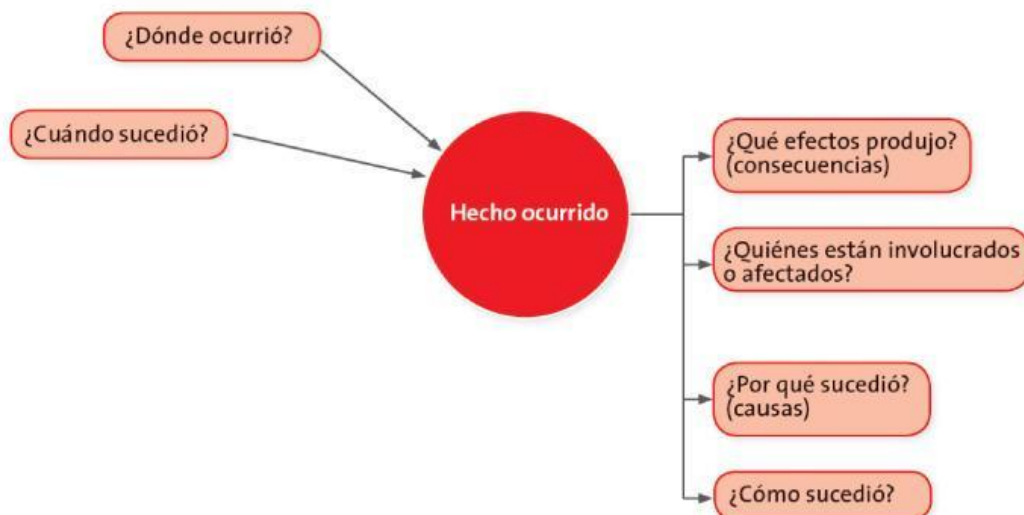 ¿Dónde ocurrió?
¿Cuándo sucedió?
Hecho ocurrido
¿Qué efectos produjo?
(consecuencias)
¿Quiénes están involucrados
o afectados?
¿Por qué sucedió?
(causas)
¿Cómo sucedió?